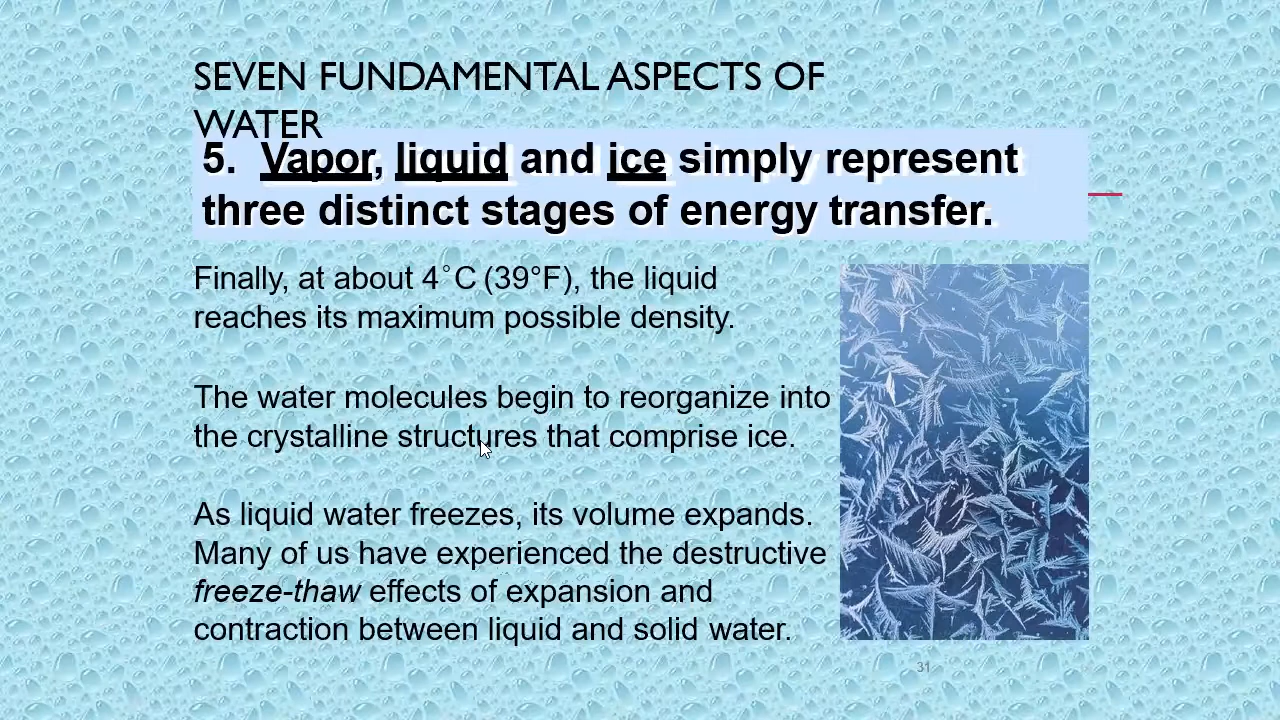 SEVEN FUNDAMENTAL ASPECTS OF
WATER
5. Vapor, liquid and ice simply represent
three distinct stages of energy transfer.
Finally, at about 4°C (39°F), the liquid
reaches its maximum possible density.
The water molecules begin to reorganize into
the crystalline structures that comprise ice.
As liquid water freezes, its volume expands.
Many of us have experienced the destructive
freeze-thaw effects of expansion and
contraction between liquid and solid water.
31